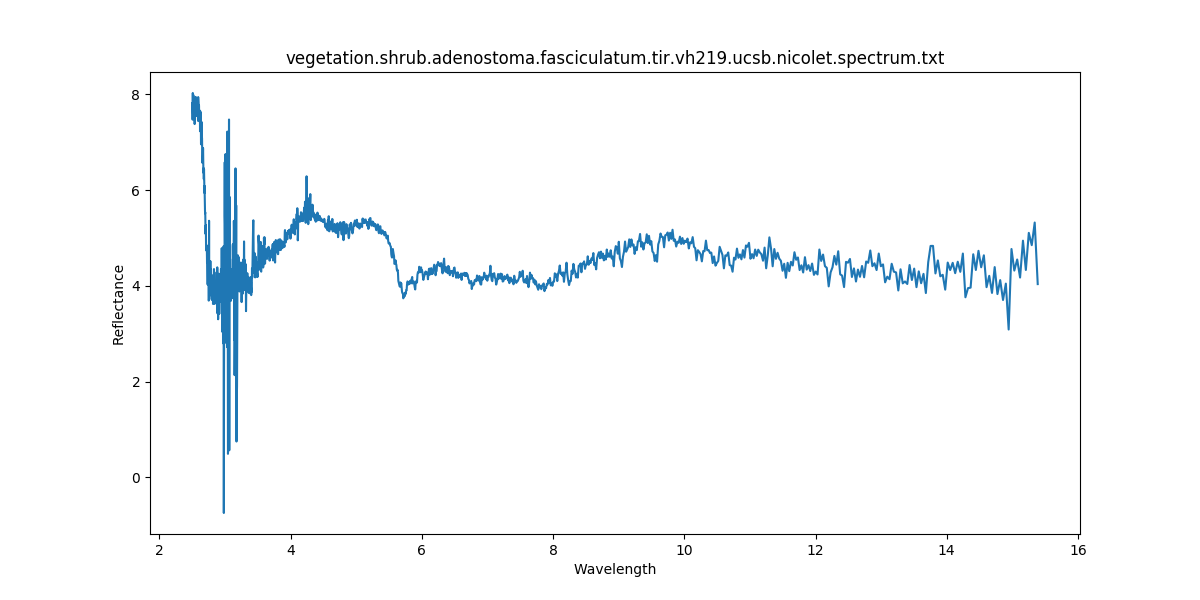 vegetation.shrub.adenostoma.fasciculatum.tir.vh219.ucsb.nicolet.spectrum.txt
8
6
4
2
0
Reflectance
2 4 6 8 10 12 14 16
Wavelength